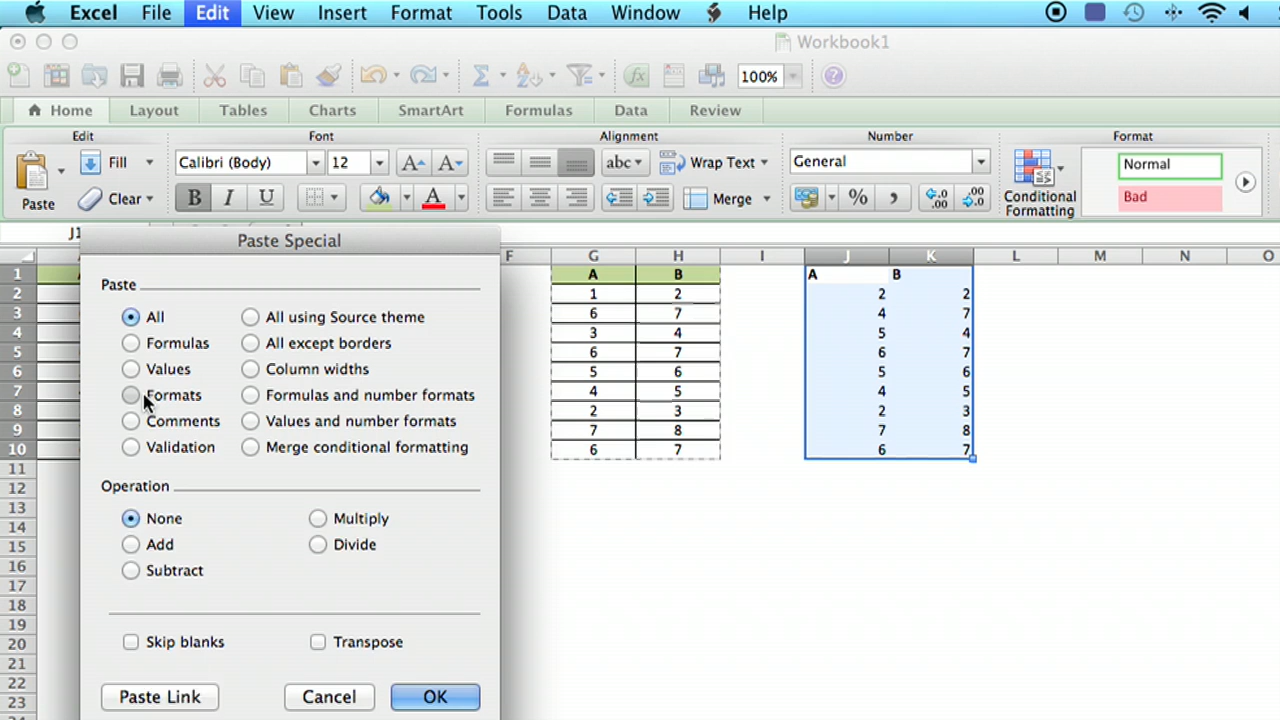 Excel File Edit View Insert Format Tools Data Window Help
Workbook1
100%
Home Layout Tables Charts SmartArt Formulas Data Review
Edit Font Alignment Number Format
Paste Fill Clear
Calibri (Body) 12
B I U A A A
abc Wrap Text
Merge
General
% ,
.0 .00
.00 .0
Conditional
Formatting
Normal
Bad
J1
Paste Special
F G H I J K L M N O
1 A B A B
2 1 2 2 2
3 6 7 4 7
4 3 4 5 4
5 6 7 6 7
6 5 6 5 6
7 4 5 4 5
8 2 3 2 3
9 7 8 7 8
10 6 7 6 7
11
12
13
14
15
16
17
18
19
20
21
22
23
Paste
All All using Source theme
Formulas All except borders
Values Column widths
Formats Formulas and number formats
Comments Values and number formats
Validation Merge conditional formatting
Operation
None Multiply
Add Divide
Subtract
Skip blanks Transpose
Paste Link Cancel OK